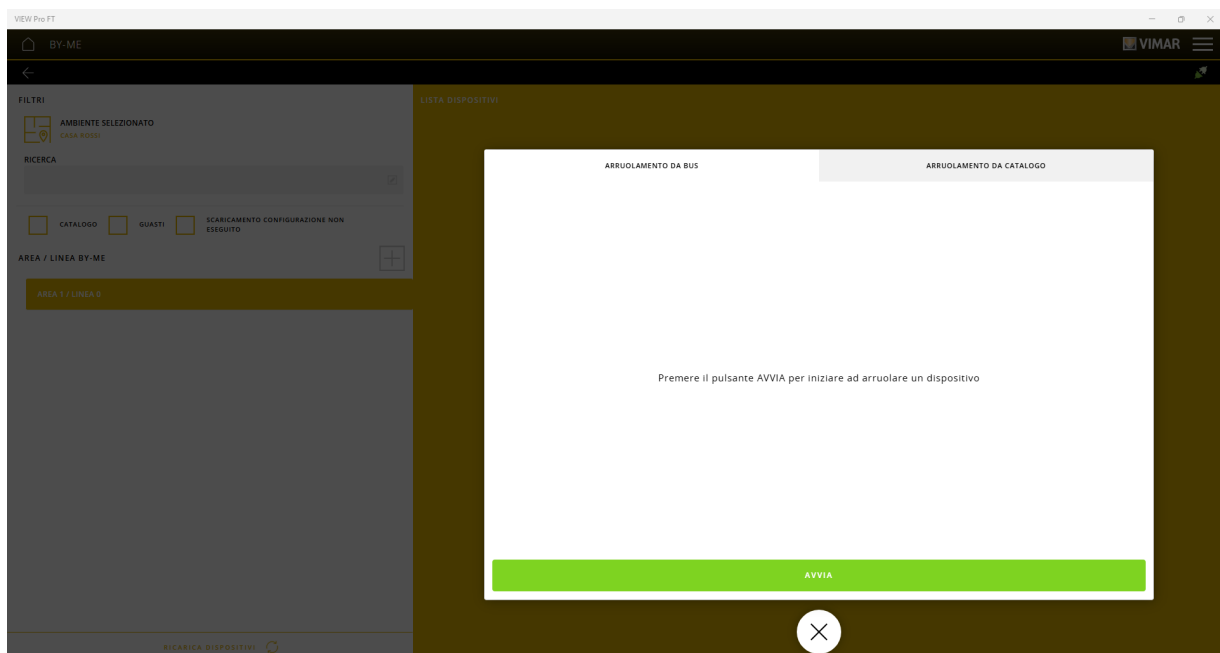 VIEW Pro FT
BY-ME
VIMAR
FILTRI
AMBIENTE SELEZIONATO
CASA ROSSI
RICERCA
CATALOGO
GUASTI
SCARICAMENTO CONFIGURAZIONE NON
ESEGUITO
AREA / LINEA BY-ME
AREA 1 / LINEA 0
RICARICA DISPOSITIVI
LISTA DISPOSITIVI
ARRUOLAMENTO DA BUS
ARRUOLAMENTO DA CATALOGO
Premere il pulsante AVVIA per iniziare ad arruolare un dispositivo
AVVIA